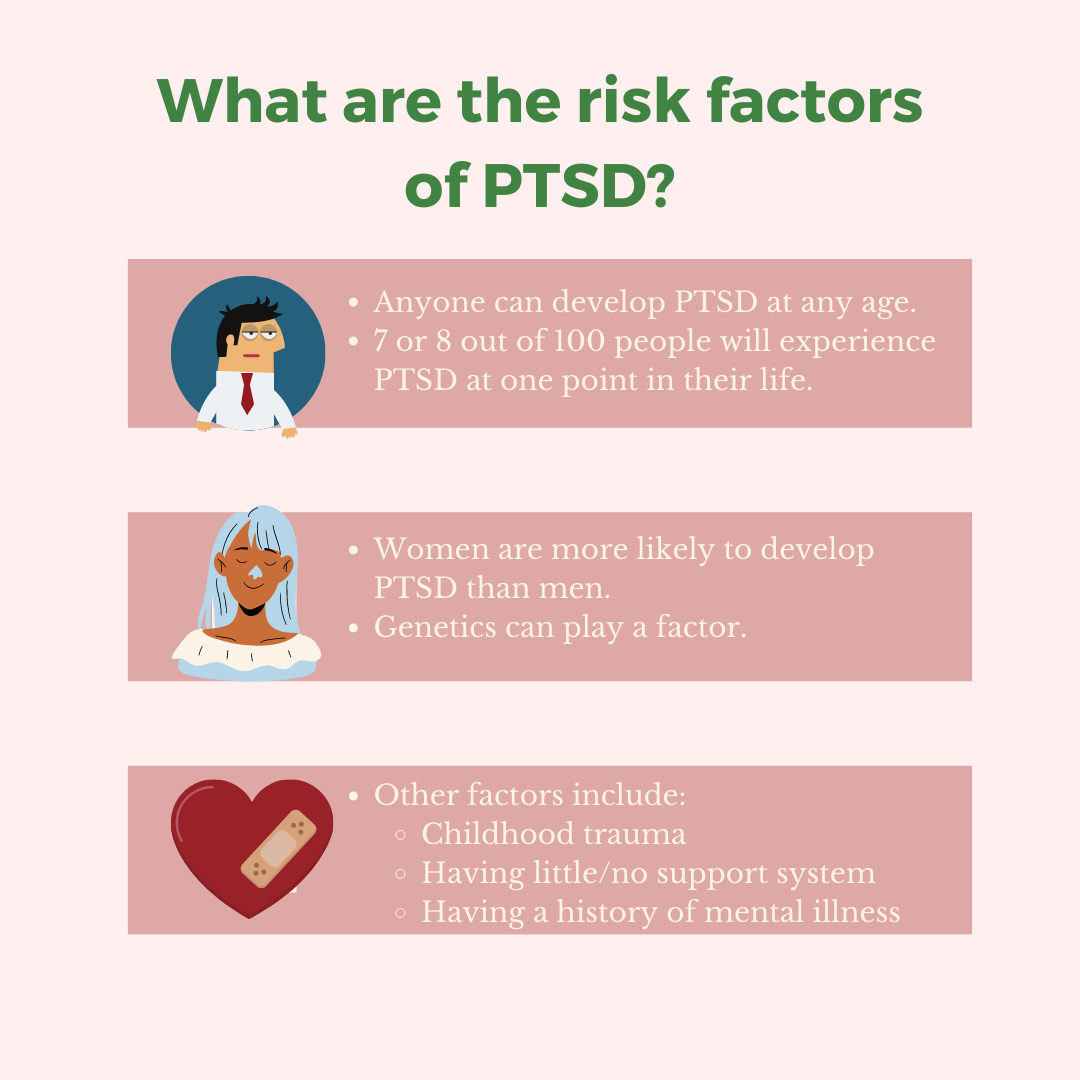 What are the risk factors
of PTSD?
• Anyone can develop PTSD at any age.
• 7 or 8 out of 100 people will experience
PTSD at one point in their life.
• Women are more likely to develop
PTSD than men.
• Genetics can play a factor.
• Other factors include:
◦ Childhood trauma
◦ Having little/no support system
◦ Having a history of mental illness